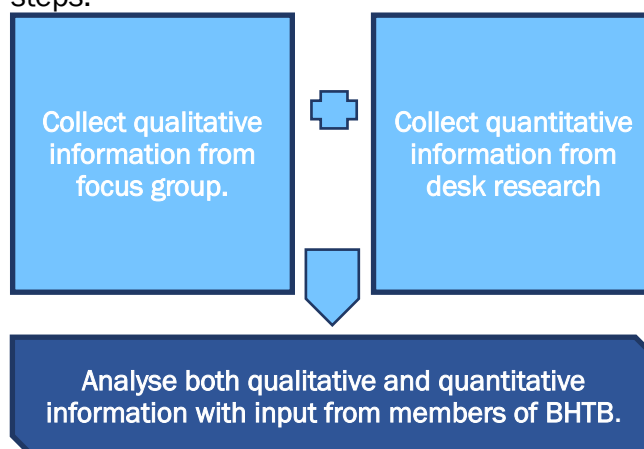 steps.
Collect qualitative
information from
focus group.
Collect quantitative
information from
desk research
Analyse both qualitative and quantitative
information with input from members of BHTB.